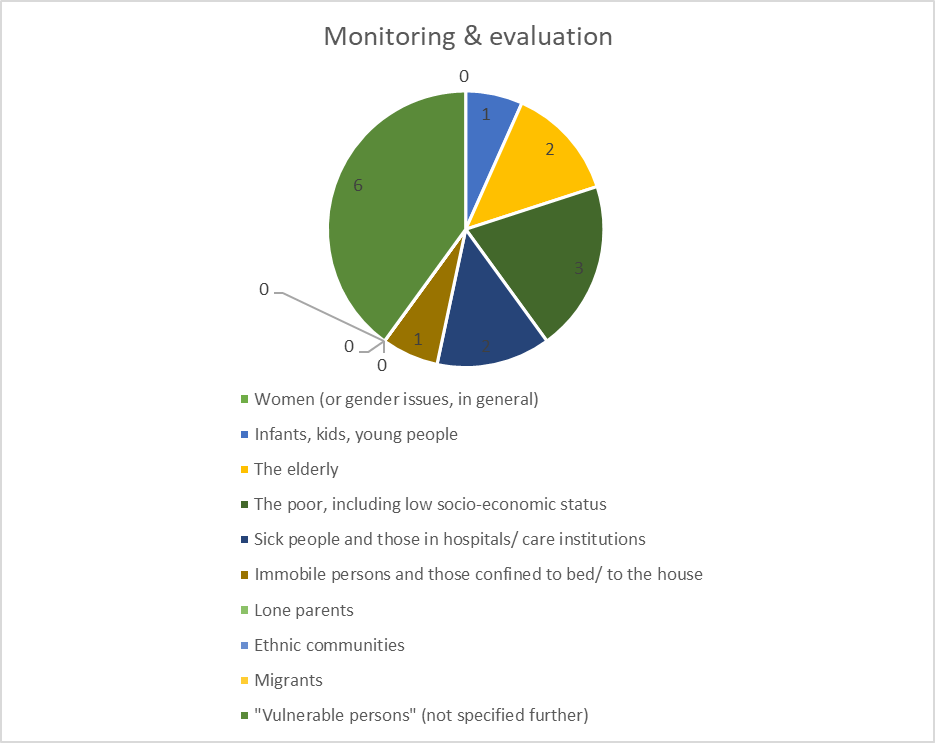 Monitoring & evaluation
0
1
2
6
3
0
0
1
0
Women (or gender issues, in general)
Infants, kids, young people
The elderly
The poor, including low socio-economic status
Sick people and those in hospitals/ care institutions
Immobile persons and those confined to bed/ to the house
Lone parents
Ethnic communities
Migrants
"Vulnerable persons" (not specified further)